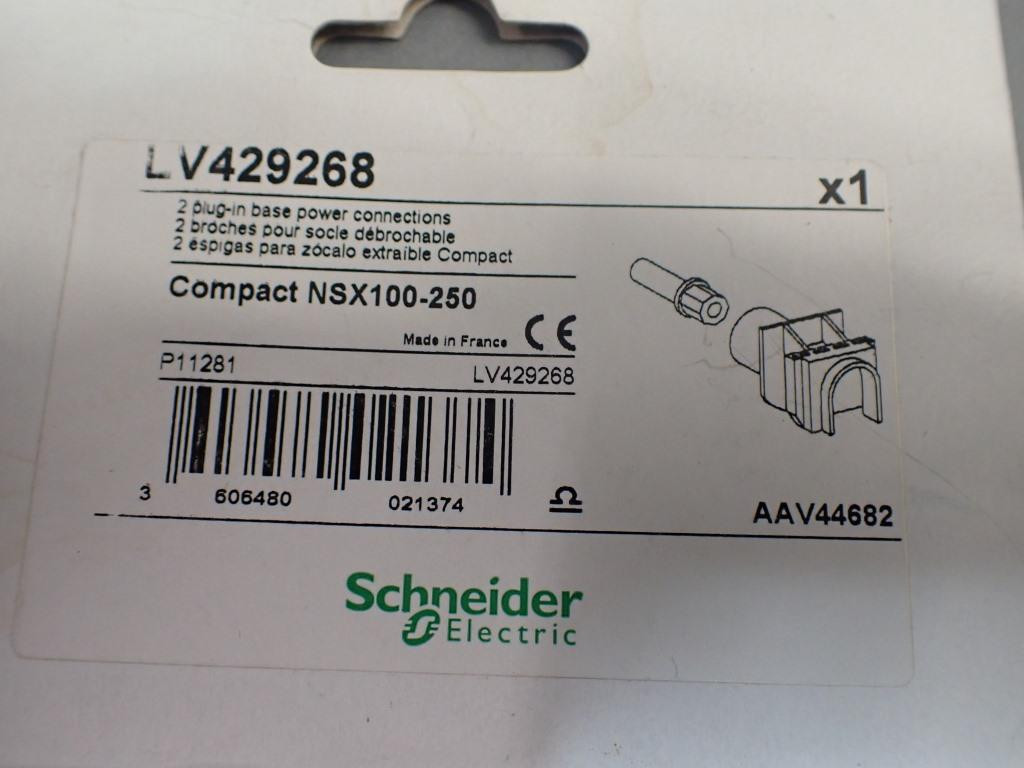 LV429268
x1
2 plug-in base power connections
2 broches pour socle débrochable
2 espigas para zócalo extraíble Compact
Compact NSX100-250
Made in France CE
P11281
LV429268
3 606480 021374
AAV44682
Schneider
Electric